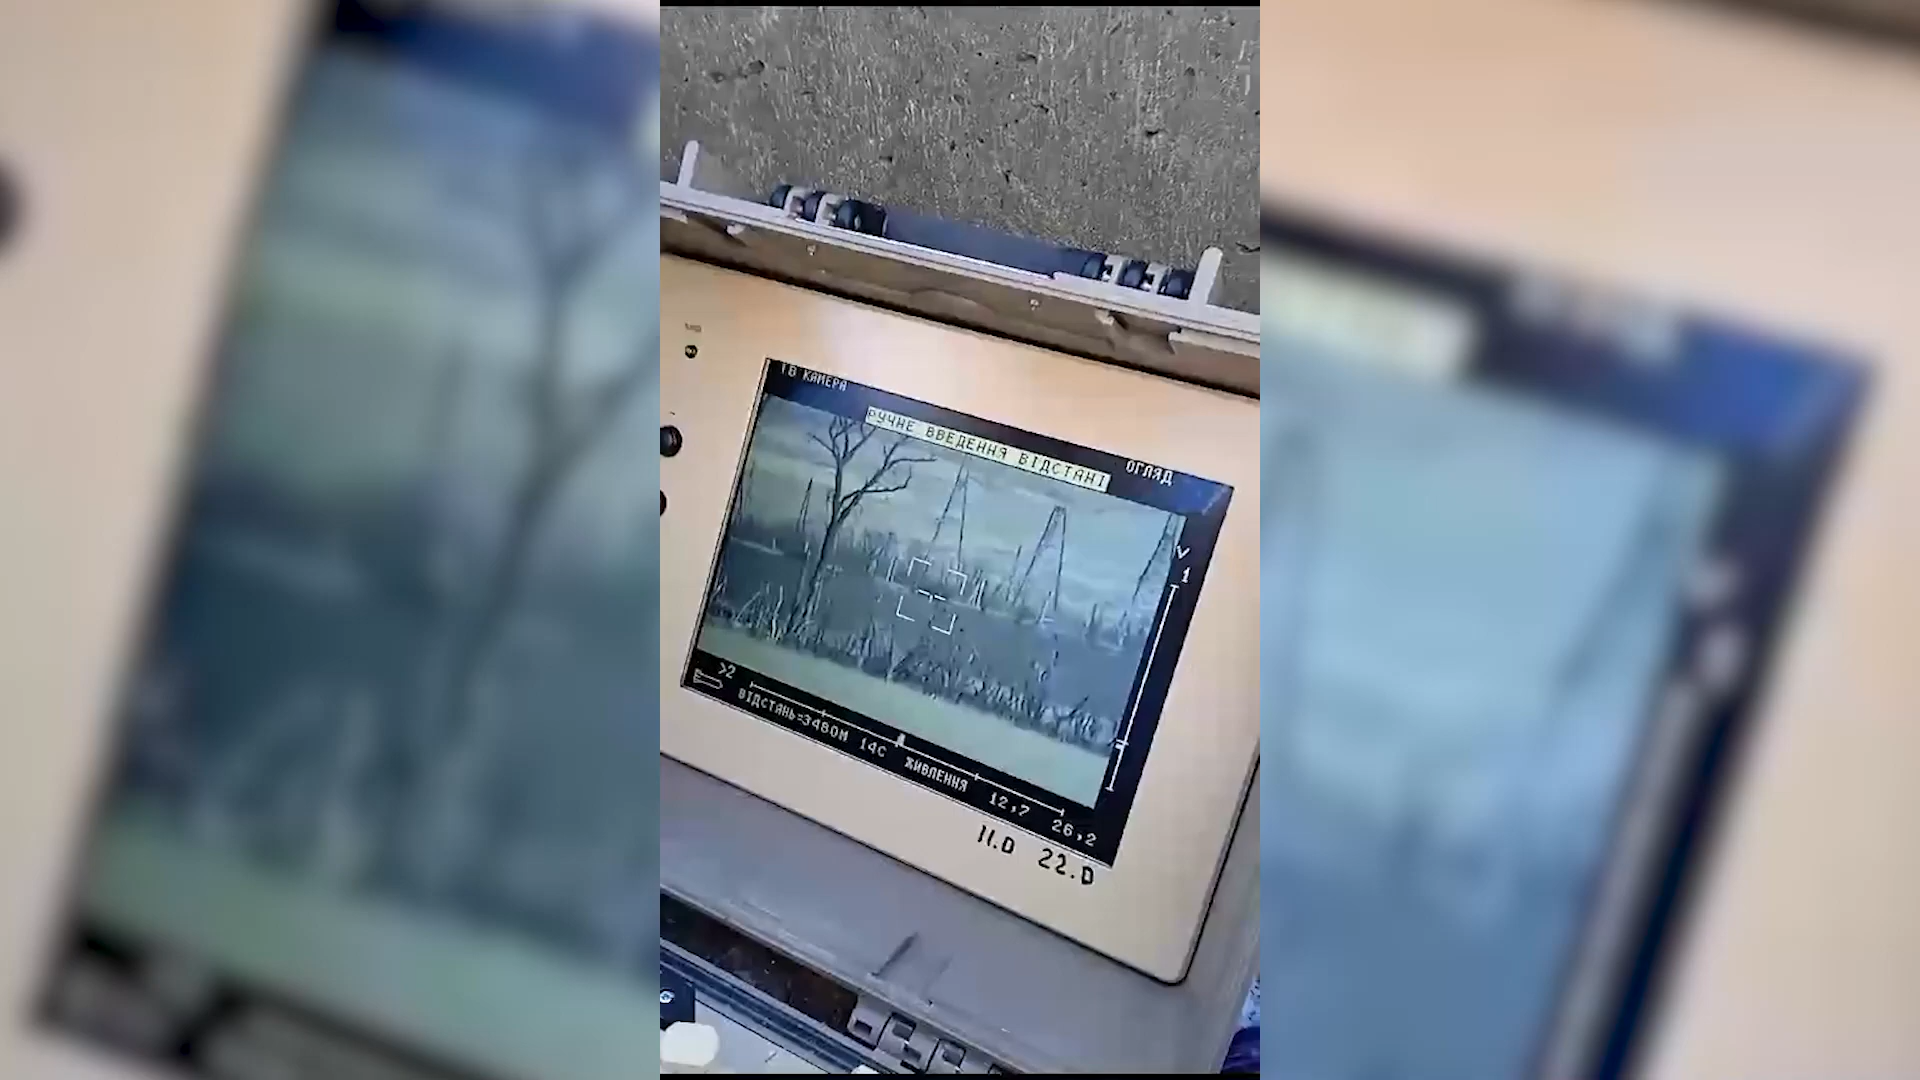 ТВ КАМЕРА
РУЧНЕ ВВЕДЕННЯ ВІДСТАНІ
ОГЛЯД
1
>2
ВІДСТАНЬ=3480М 14С
ЖИВЛЕННЯ 12,7 26,2
11.0 22.0